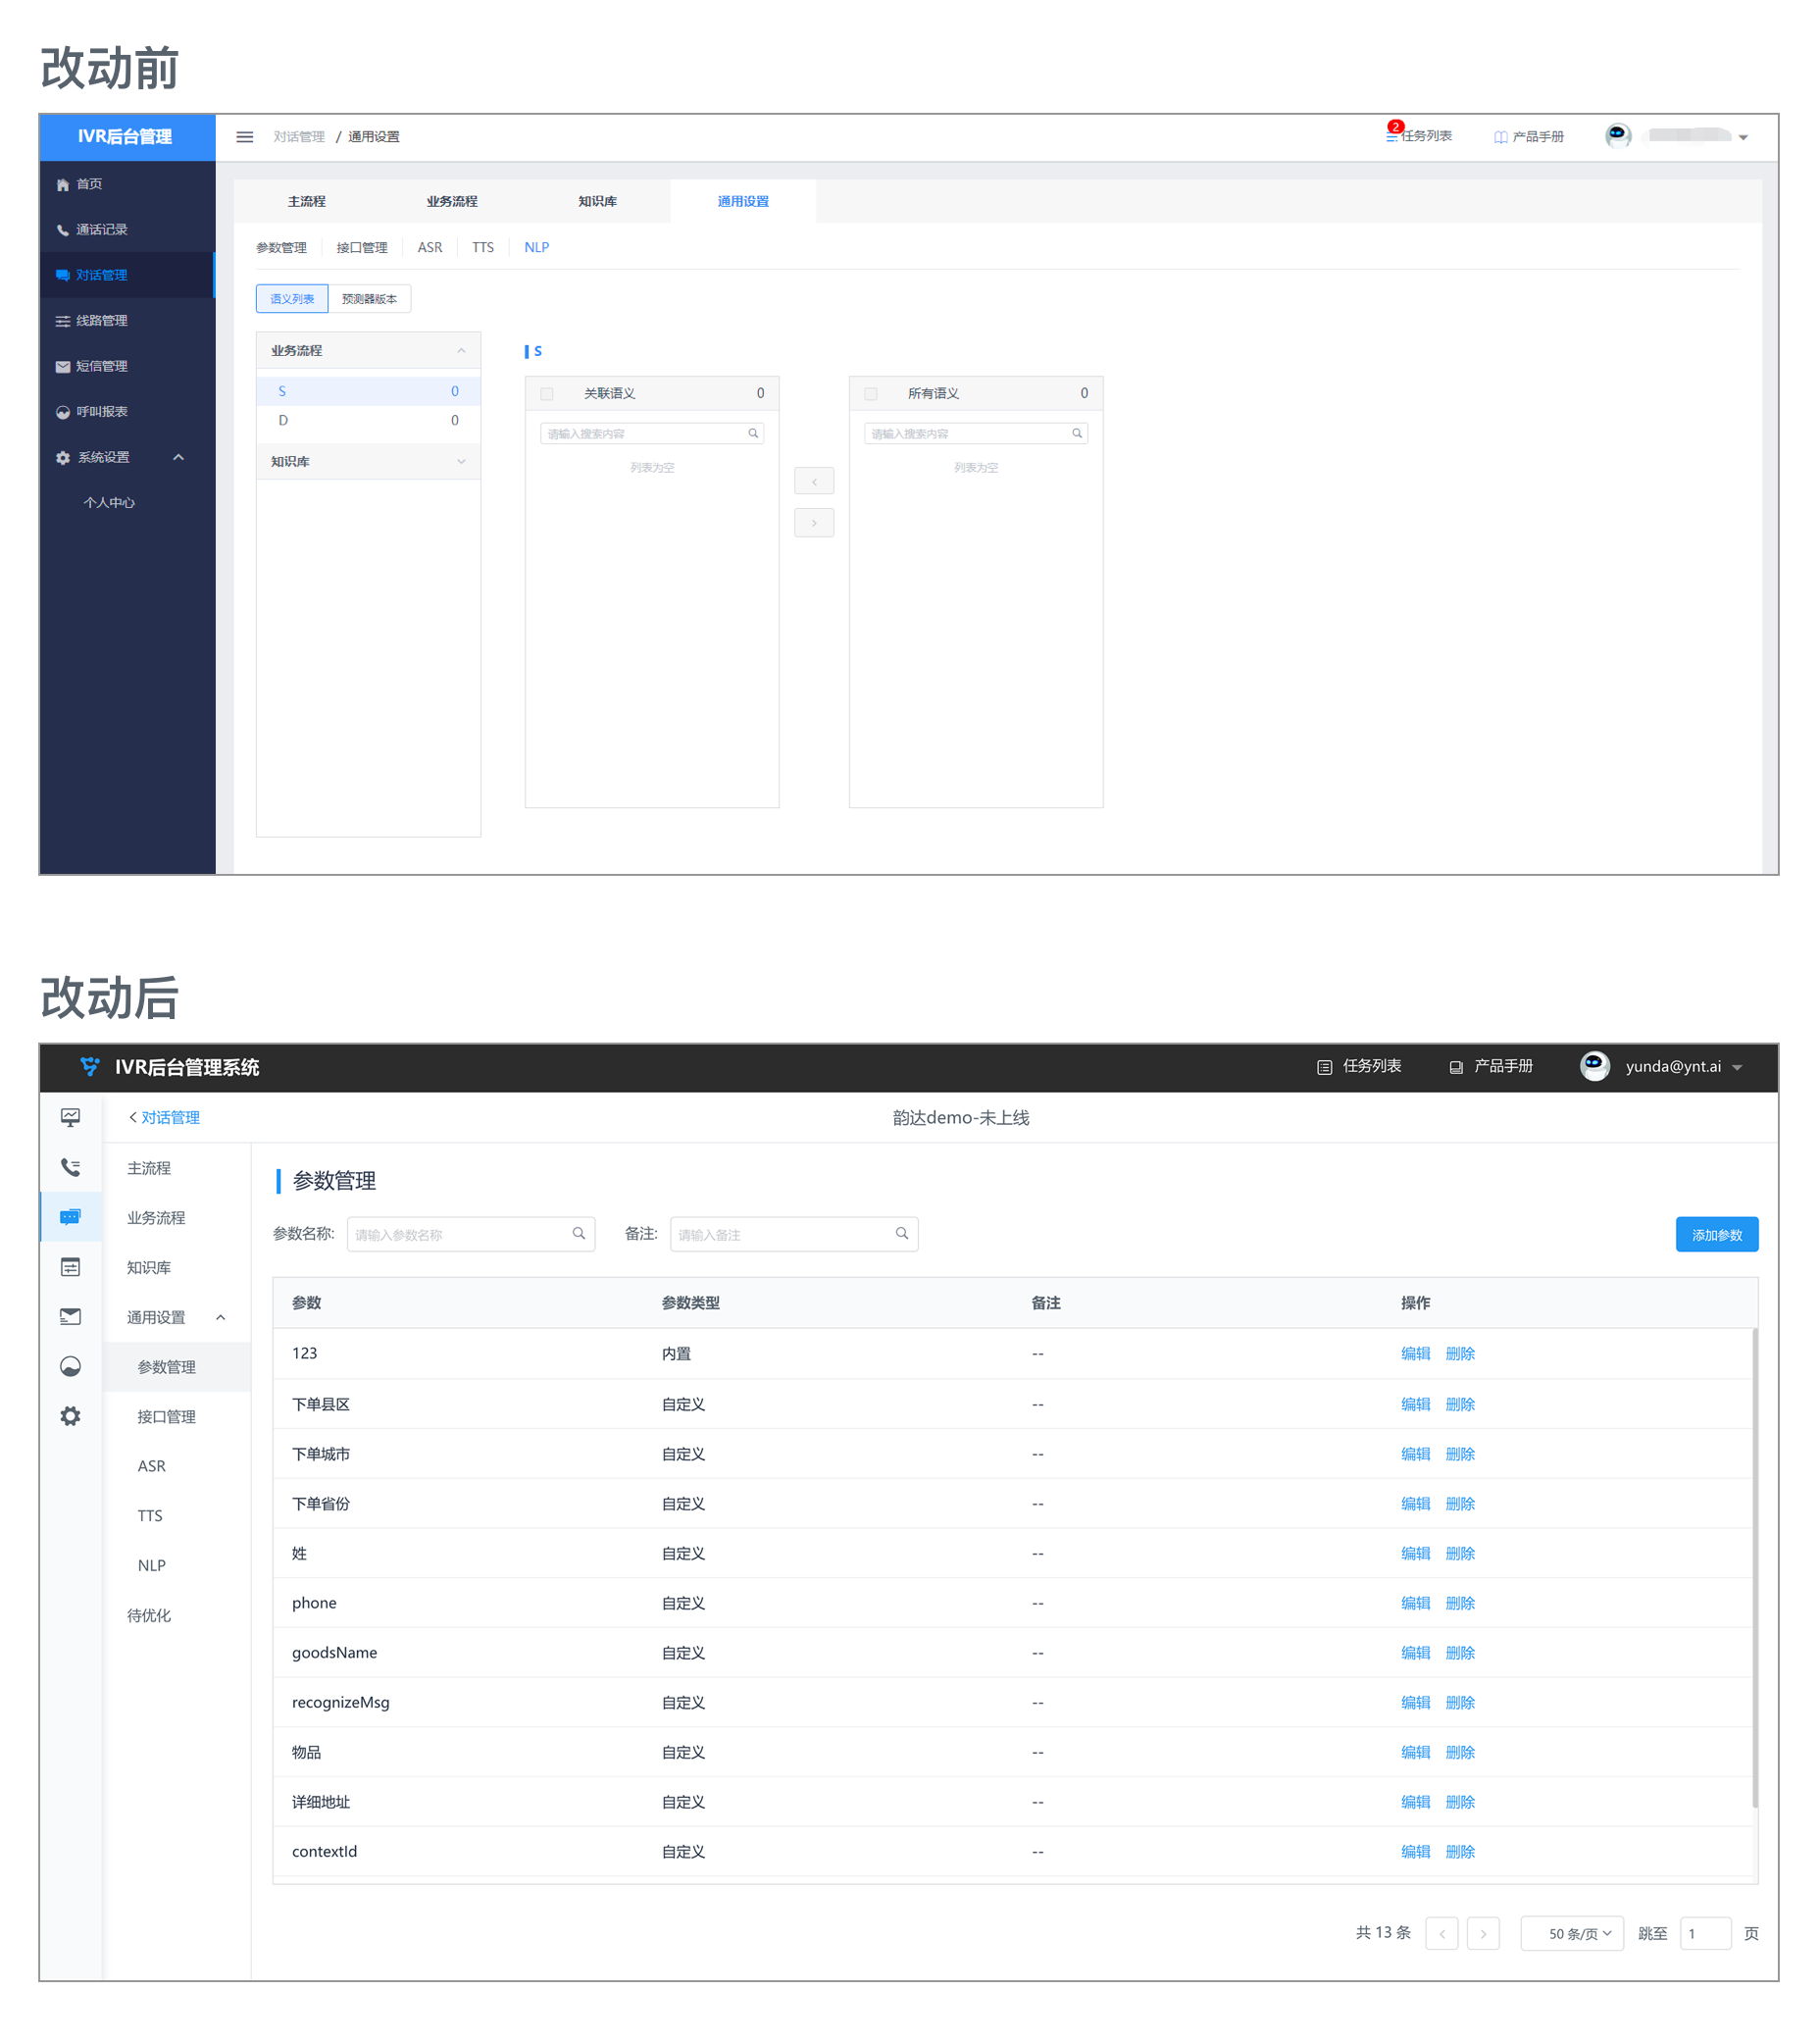 改动前
IVR后台管理
对话管理 / 通用设置
2
任务列表
产品手册
首页
通话记录
对话管理
线路管理
短信管理
呼叫报表
系统设置
个人中心
主流程 业务流程 知识库 通用设置
参数管理 接口管理 ASR TTS NLP
语义列表 预测器版本
业务流程
S 0
D 0
知识库
S
关联语义 0
请输入搜索内容
列表为空
所有语义 0
请输入搜索内容
列表为空
改动后
IVR后台管理系统
任务列表 产品手册 yunda@ynt.ai
对话管理
韵达demo-未上线
主流程
业务流程
知识库
通用设置
参数管理
接口管理
ASR
TTS
NLP
待优化
参数管理
参数名称: 请输入参数名称 备注: 请输入备注 添加参数
参数 参数类型 备注 操作
123 内置 -- 编辑 删除
下单县区 自定义 -- 编辑 删除
下单城市 自定义 -- 编辑 删除
下单省份 自定义 -- 编辑 删除
姓 自定义 -- 编辑 删除
phone 自定义 -- 编辑 删除
goodsName 自定义 -- 编辑 删除
recognizeMsg 自定义 -- 编辑 删除
物品 自定义 -- 编辑 删除
详细地址 自定义 -- 编辑 删除
contextId 自定义 -- 编辑 删除
共 13 条 < > 50 条/页 跳至 1 页